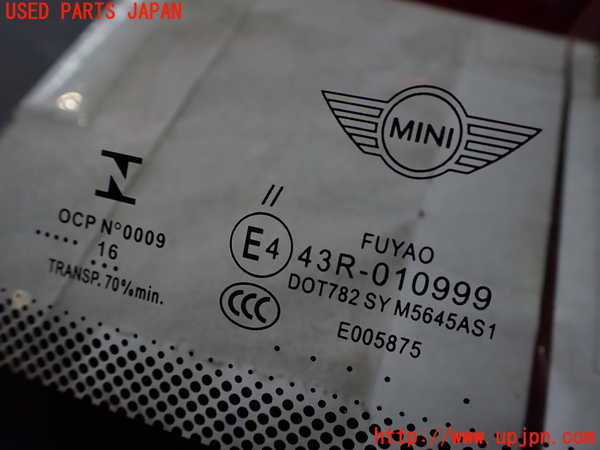 USED PARTS JAPAN
MINI
OCP N°0009
..... 16 ...
TRANSP. 70% min.
//
E4
FUYAO
43R-010999
DOT782 SY M5645AS1
CCC
E005875
http://www.upjpn.com/